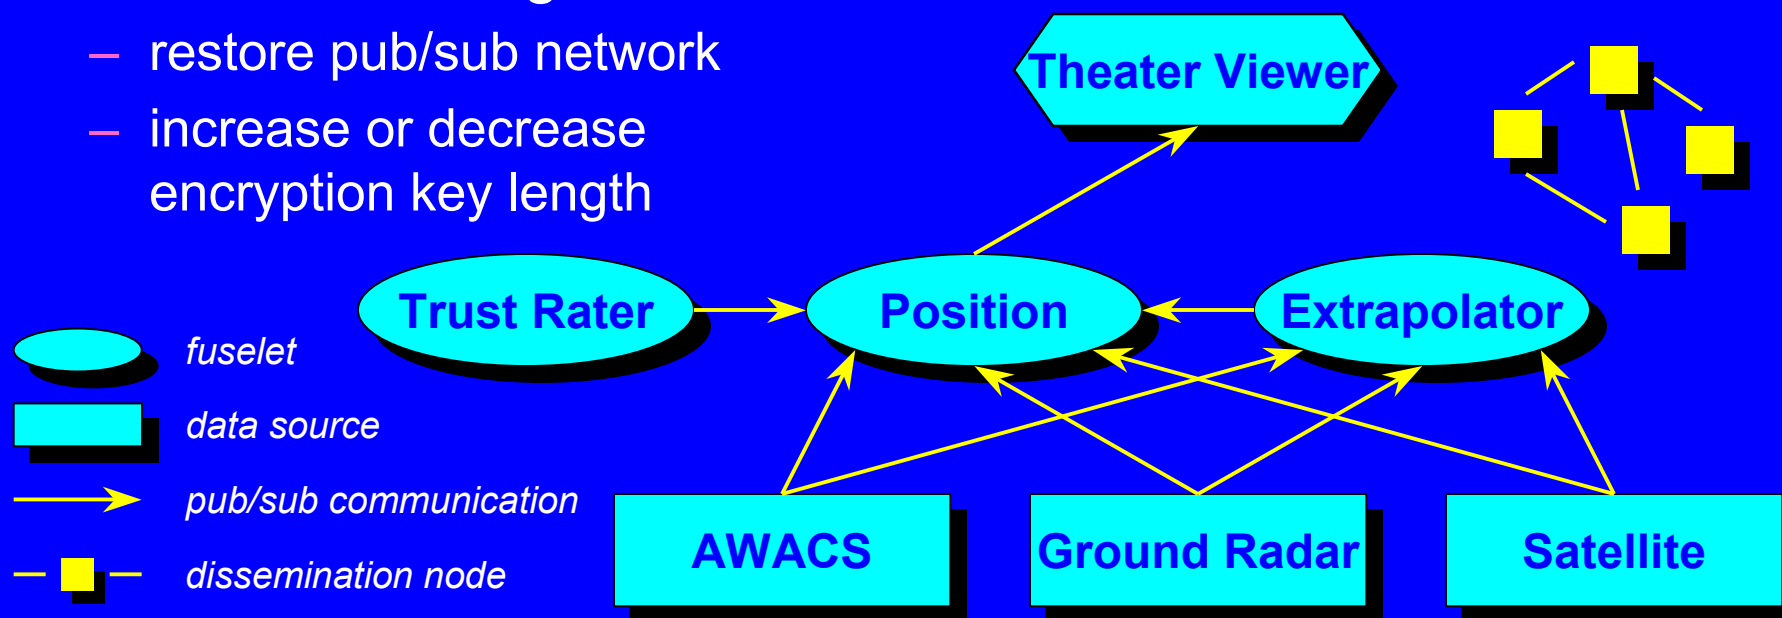 – restore pub/sub network
– increase or decrease
encryption key length
Theater Viewer
Trust Rater
Position
Extrapolator
fuselet
data source
pub/sub communication
dissemination node
AWACS
Ground Radar
Satellite